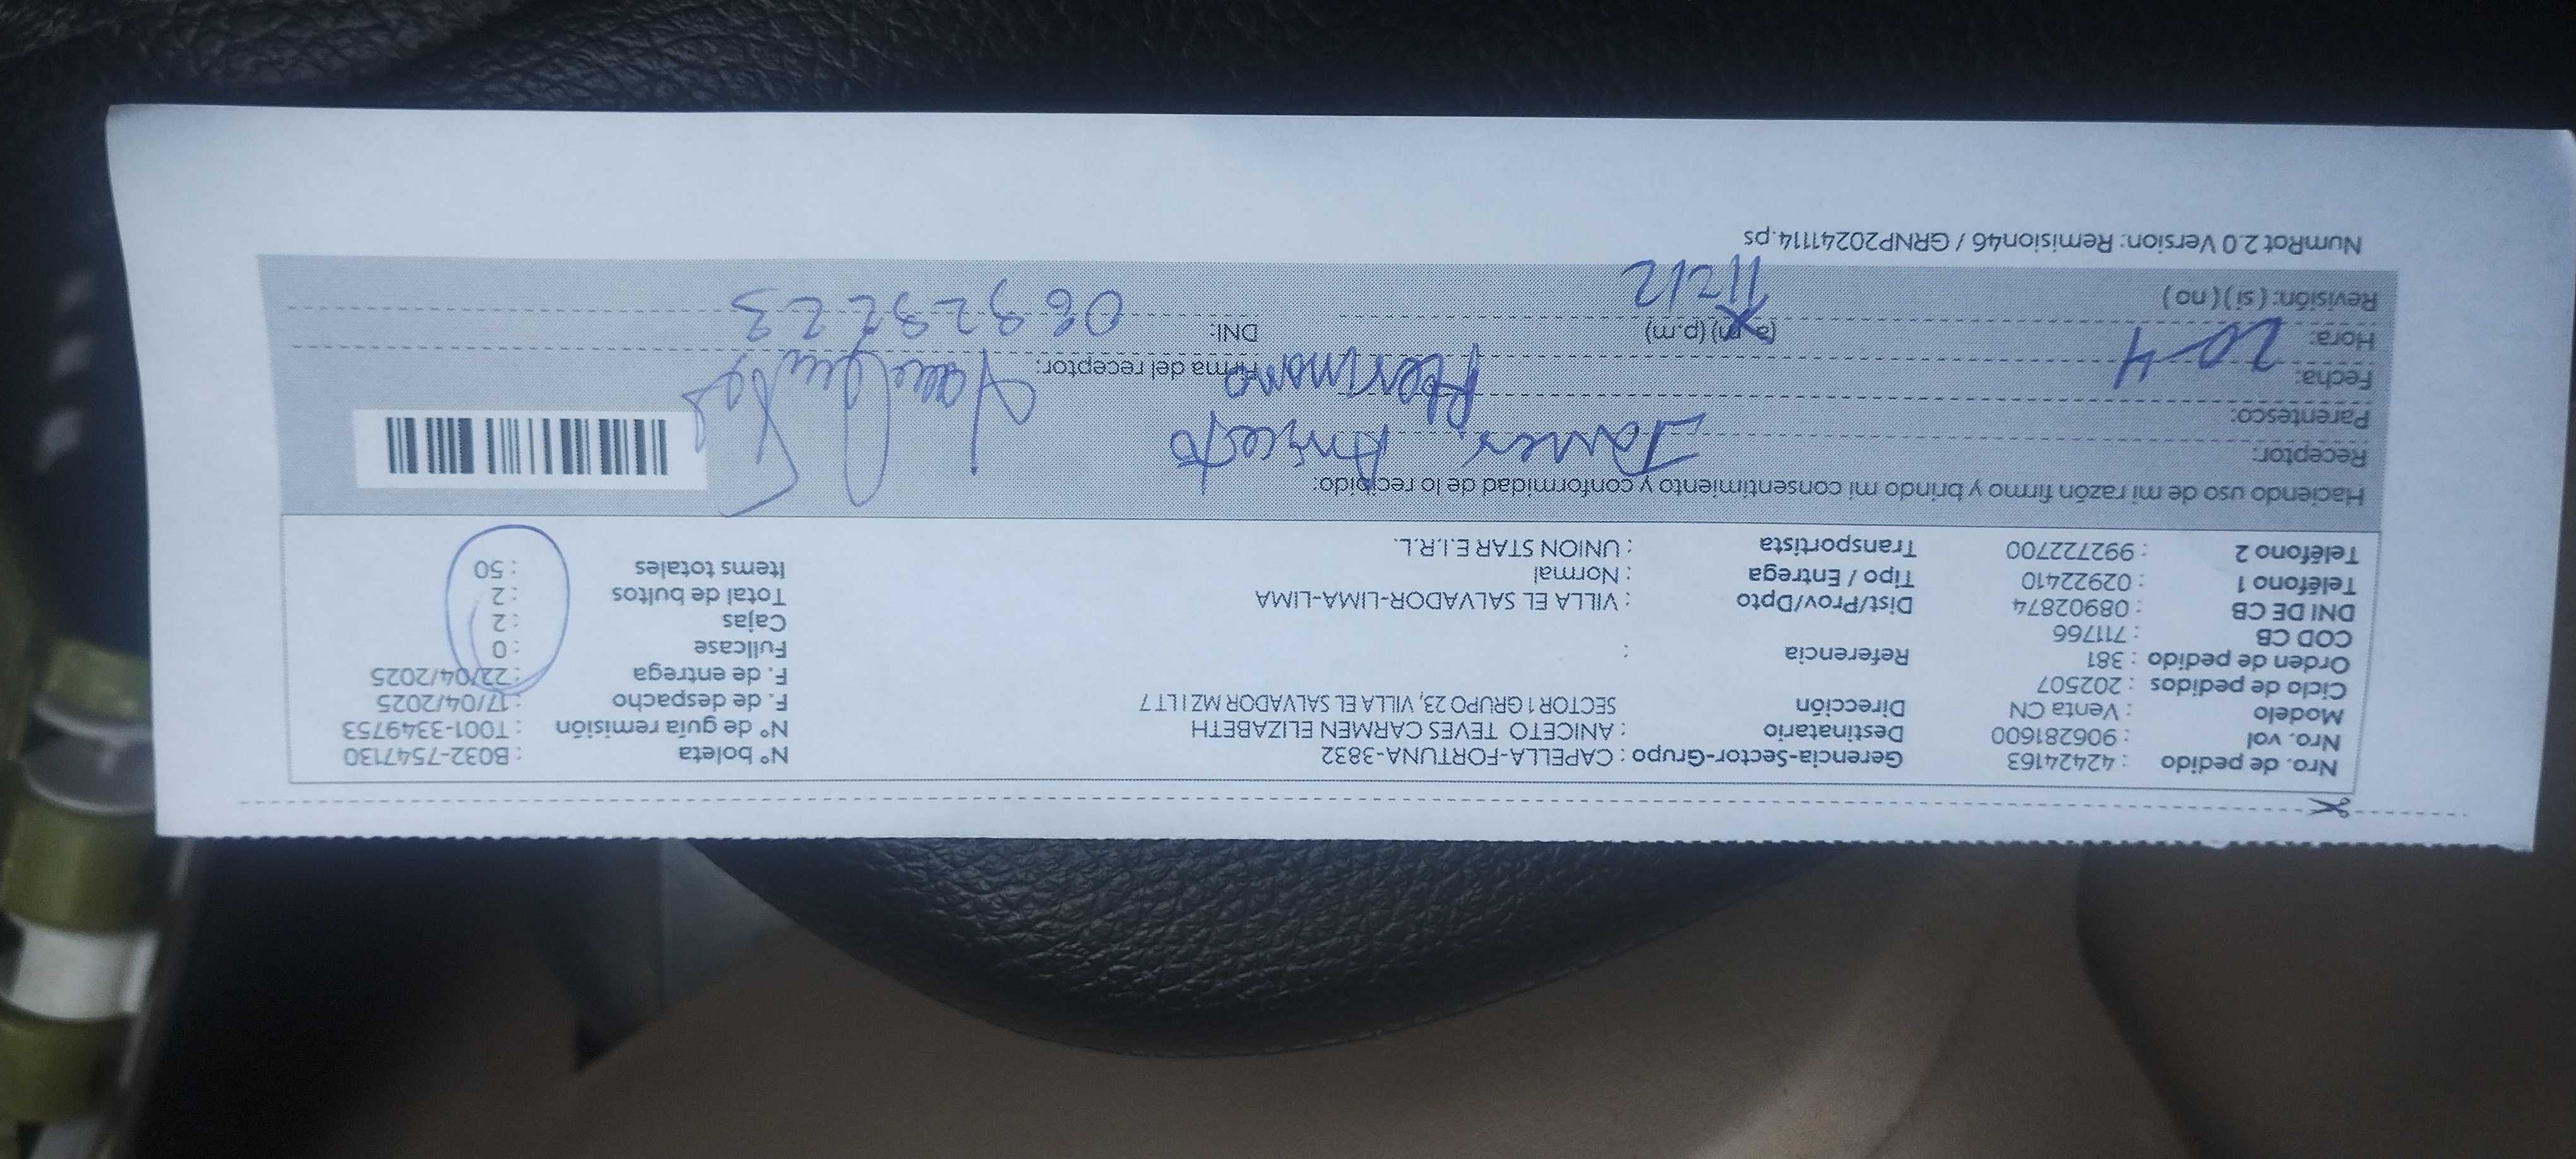 Nro. de pedido : 42424163 Gerencia-Sector-Grupo : CAPELLA-FORTUNA-3832 N° boleta : B032-7547130
Nro. vol : 906281600 Destinatario : ANICETO TEVES CARMEN ELIZABETH N° de guía remisión : T001-3349753
Modelo : Venta CN Dirección SECTOR 1 GRUPO 23, VILLA EL SALVADOR MZ I LT 7 F. de despacho : 17/04/2025
Ciclo de pedidos : 202507 F. de entrega : 22/04/2025
Orden de pedido : 381 Referencia : Fullcase : 0
COD CB : 711766 Cajas : 2
DNI DE CB : 08902874 Dist/Prov/Dpto : VILLA EL SALVADOR-LIMA-LIMA Total de bultos : 2
Teléfono 1 : 02922410 Tipo / Entrega : Normal Items totales : 50
Teléfono 2 : 992722700 Transportista : UNION STAR E.I.R.L.
Haciendo uso de mi razón firmo y brindo mi consentimiento y conformidad de lo recibido:
Receptor: Javier Aniceto
Parentesco: Hermano Firma del receptor:
Fecha: 20-4
Hora: (a.m) (p.m) DNI:
Revisión: ( si ) ( no ) 11:12
NumRot 2.0 Version: Remision46 / GRNP20241114.ps